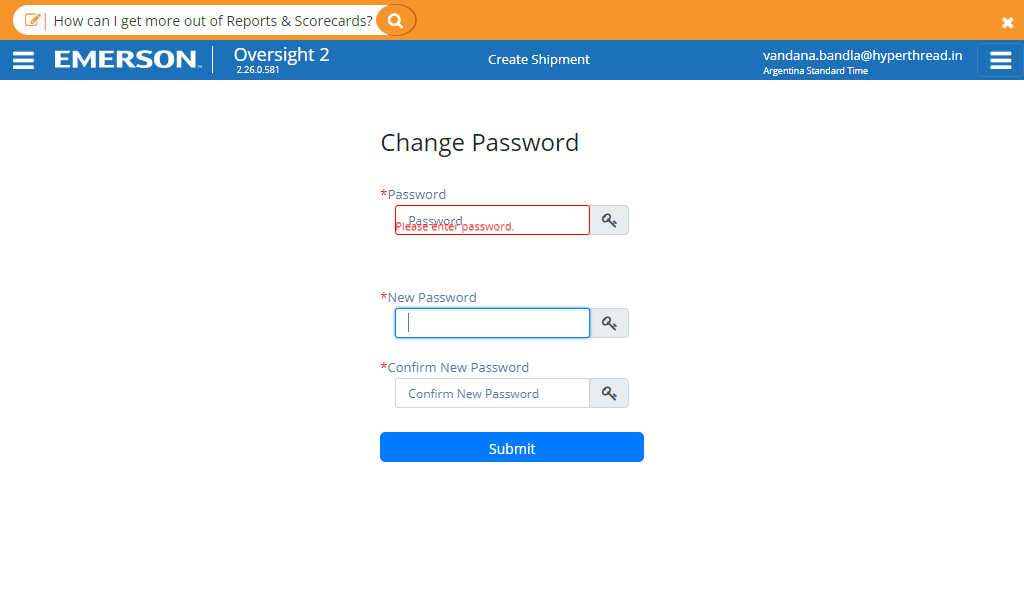 How can I get more out of Reports & Scorecards?
EMERSON™
Oversight 2
2.26.0.581
Create Shipment
vandana.bandla@hyperthread.in
Argentina Standard Time
Change Password
*Password
Password
Please enter password.
*New Password
*Confirm New Password
Confirm New Password
Submit